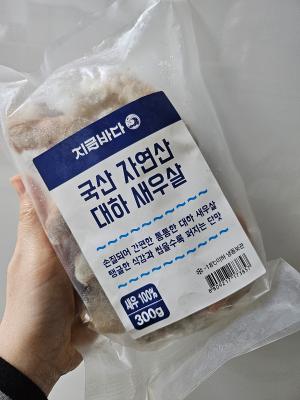 지금바다
국산 자연산
대하 새우살
손질되어 간편한 통통한 대하 새우살
탱글한 식감과 씹을수록 퍼지는 단맛
새우 100%
300g